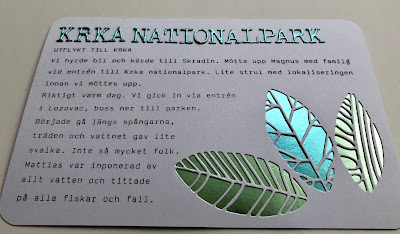 KRKA NATIONALPARK
UTFLYKT TILL KRKA
Vi hyrde bil och körde till Skradin. Mötte upp Magnus med familj
vid entrén till Krka nationalpark. Lite strul med lokaliseringen
innan vi möttes upp.
Riktigt varm dag. Vi gick in via entrén
i Lozovac, buss ner till parken.
Började gå längs spångarna,
träden och vattnet gav lite
svalka. Inte så mycket folk.
Mattias var inponerad av
allt vatten och tittade
på alla fiskar och fall.